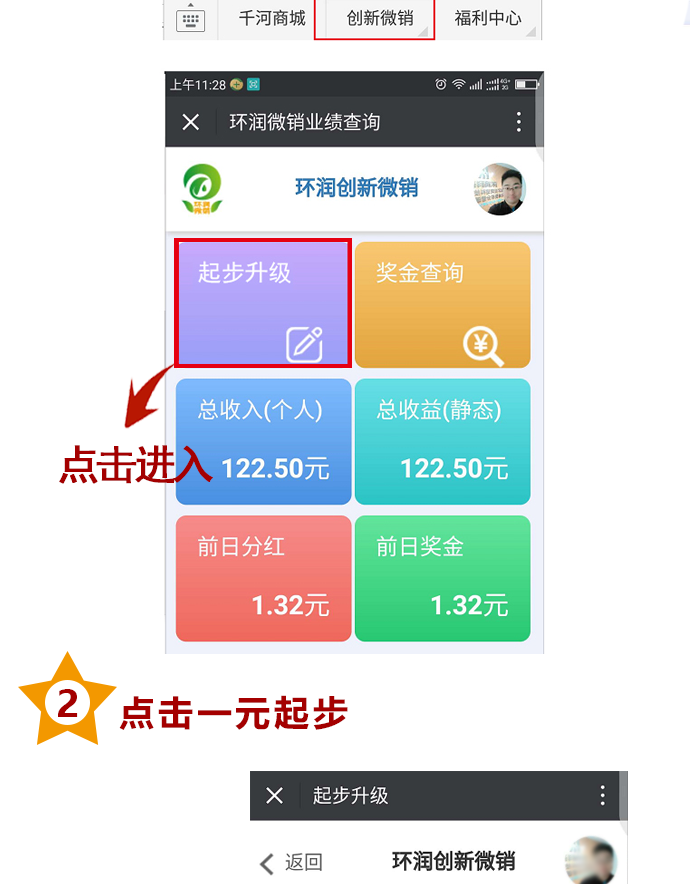 千河商城 创新微销 福利中心
上午11:28
环润微销业绩查询
环润
微销
环润创新微销
起步升级 奖金查询
总收入(个人) 总收益(静态)
点击进入
122.50元 122.50元
前日分红 前日奖金
1.32元 1.32元
2 点击一元起步
起步升级
返回 环润创新微销